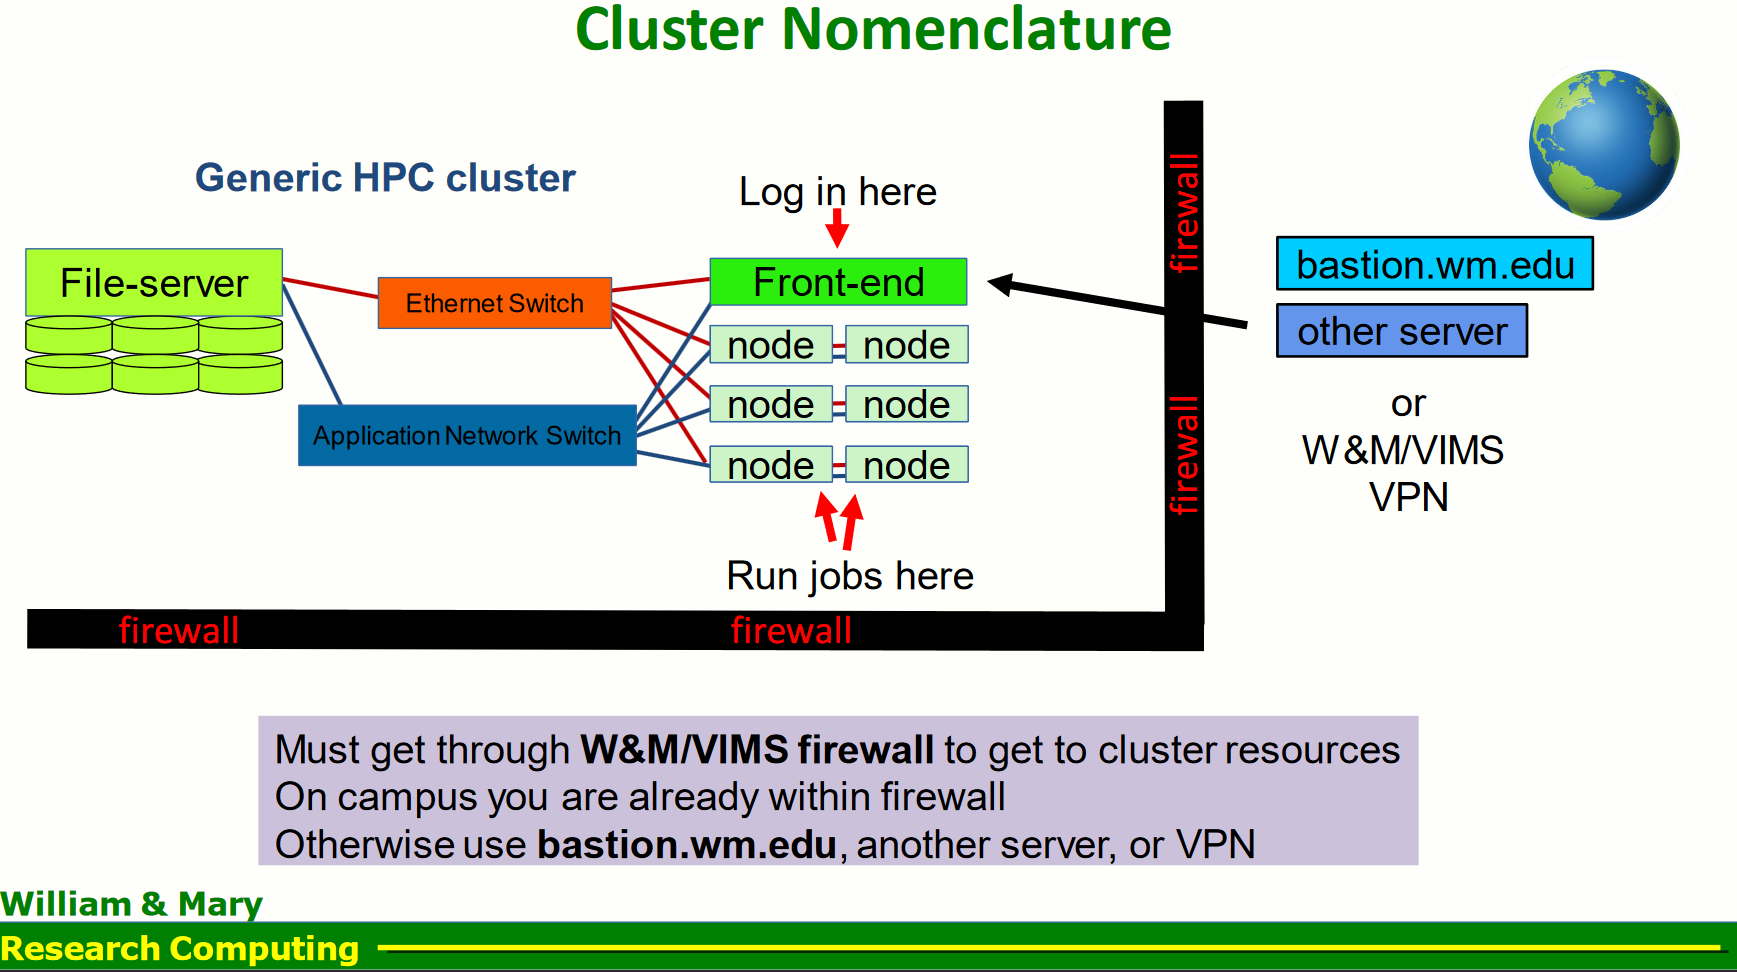 Cluster Nomenclature
Generic HPC cluster
Log in here
firewall
File-server
Ethernet Switch
Front-end
bastion.wm.edu
other server
node node
node node
Application Network Switch
node node
or
W&M/VIMS
VPN
firewall
Run jobs here
firewall firewall
Must get through W&M/VIMS firewall to get to cluster resources
On campus you are already within firewall
Otherwise use bastion.wm.edu, another server, or VPN
William & Mary
Research Computing